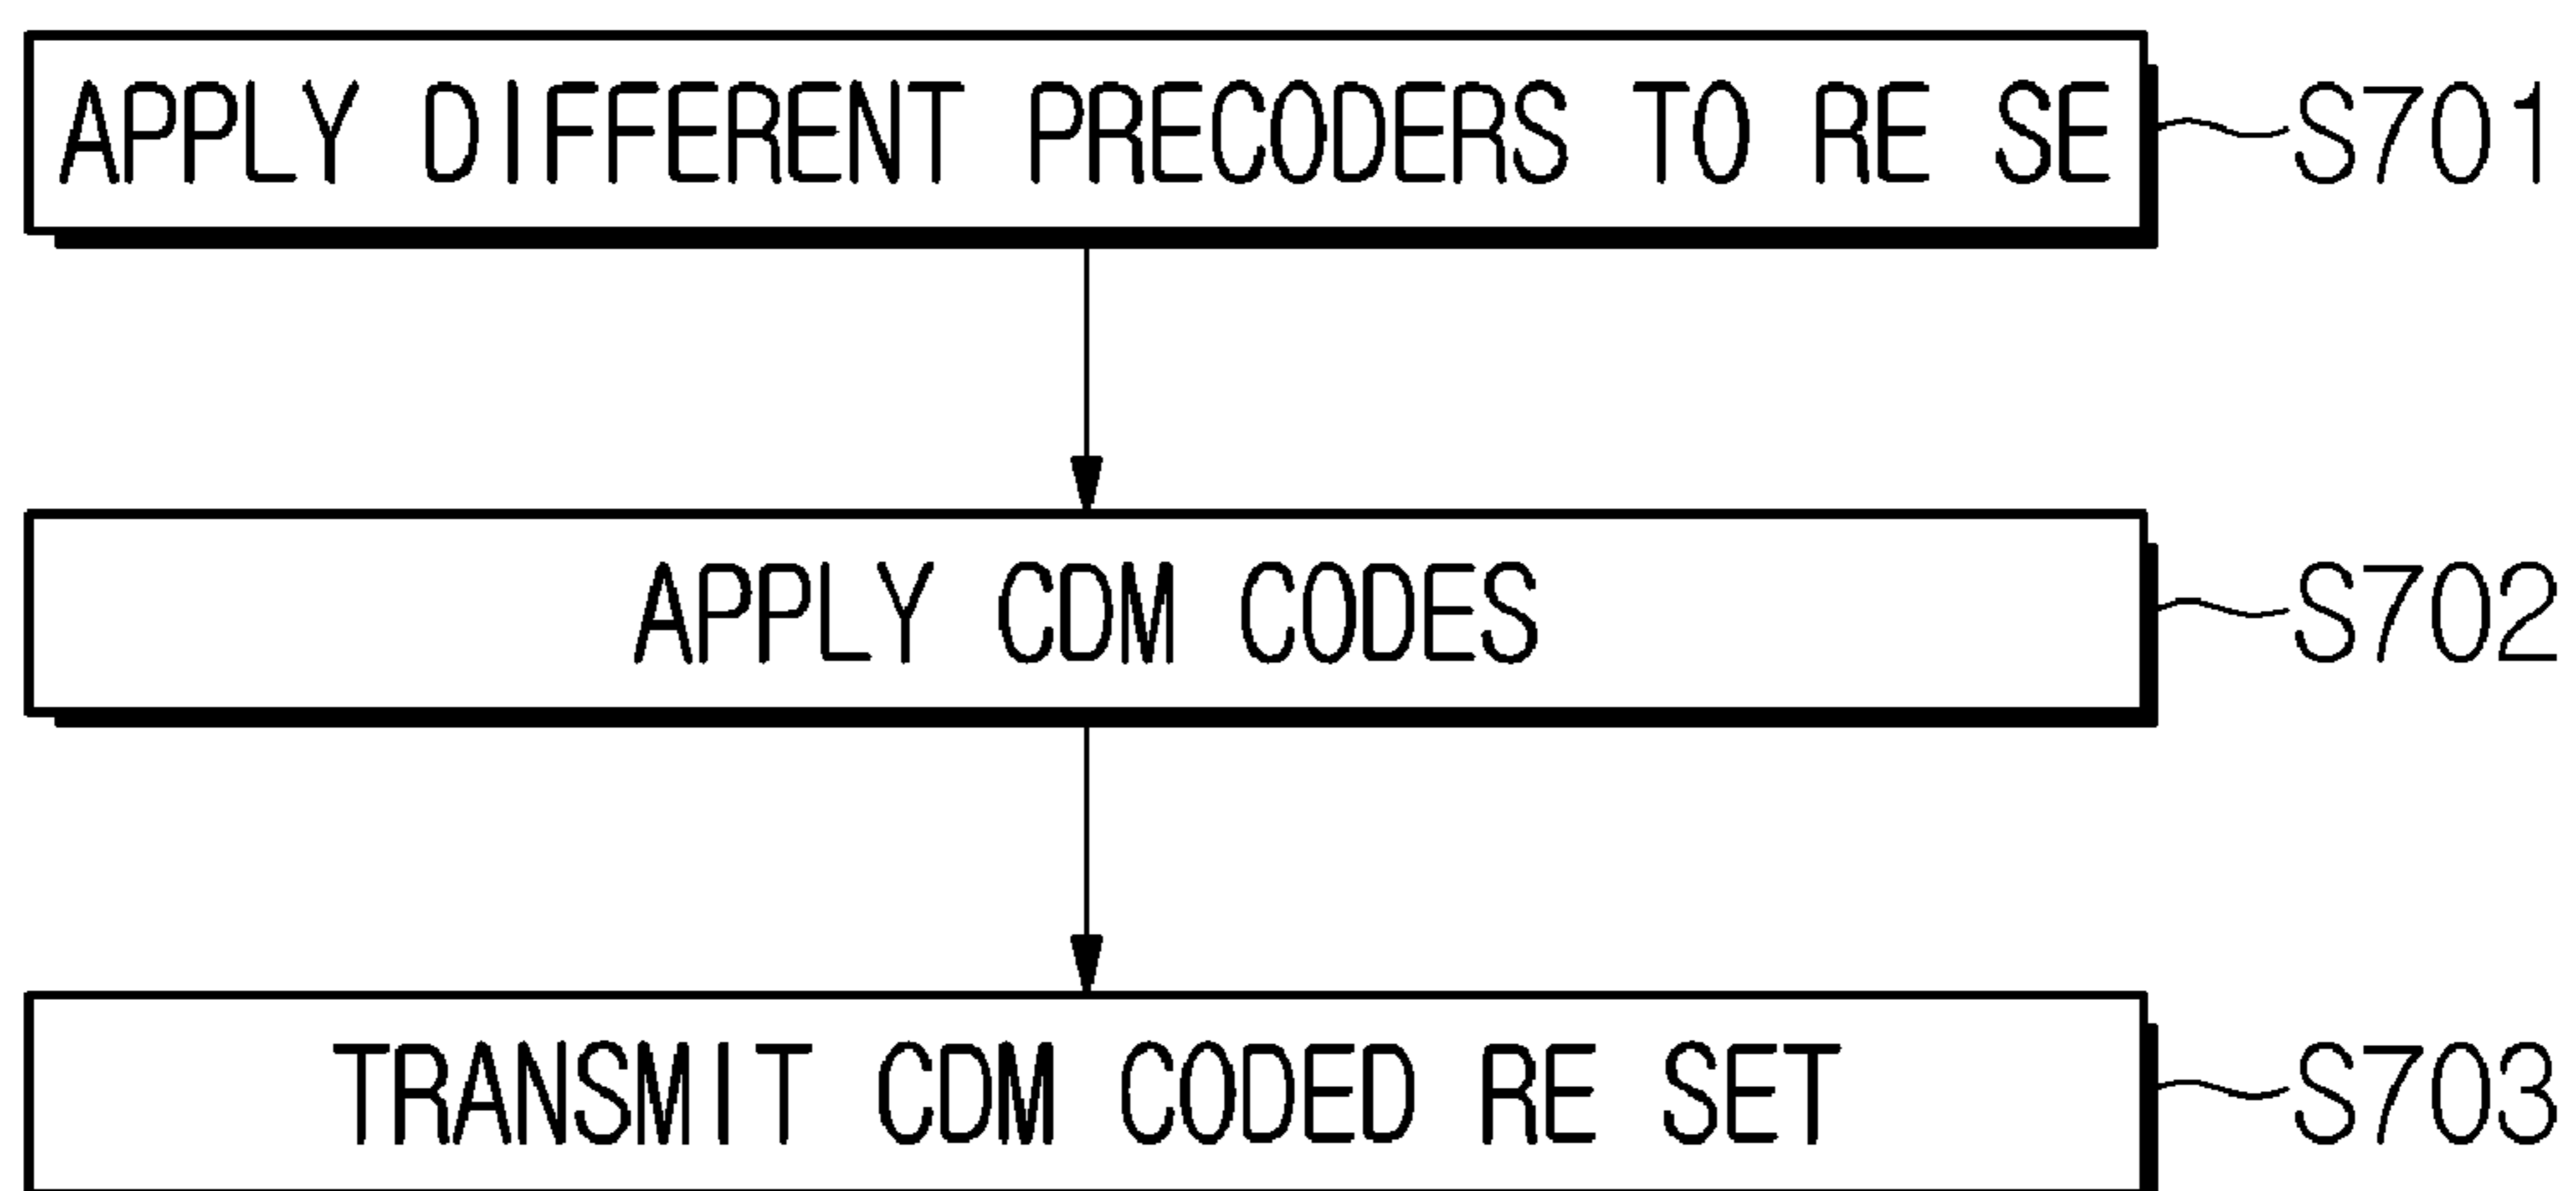 APPLY DIFFERENT PRECODERS TO RE SE
S701
APPLY CDM CODES
S702
TRANSMIT CDM CODED RE SET
S703